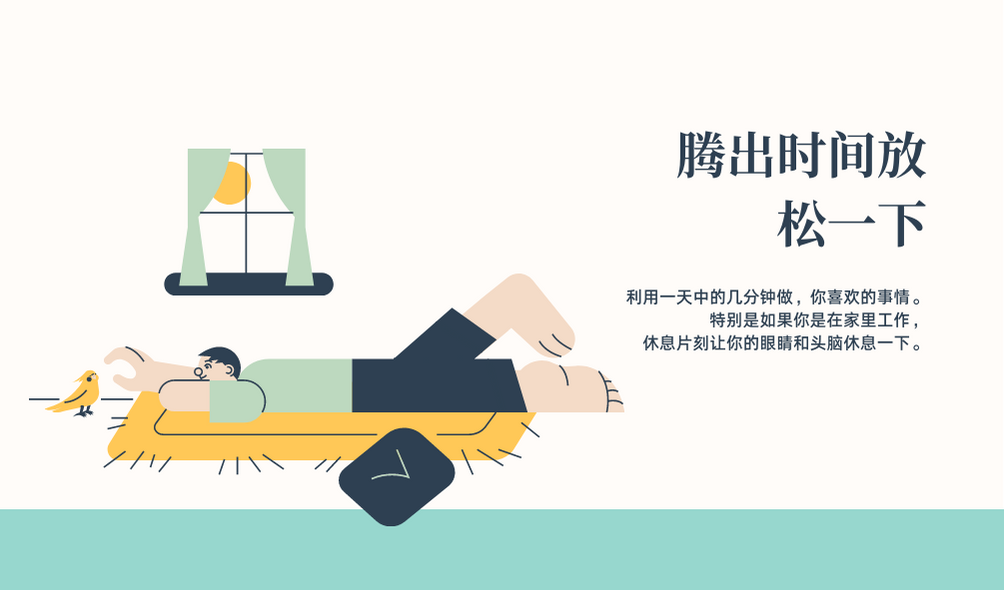 腾出时间放
松一下
利用一天中的几分钟做，你喜欢的事情。
特别是如果你是在家里工作，
休息片刻让你的眼睛和头脑休息一下。